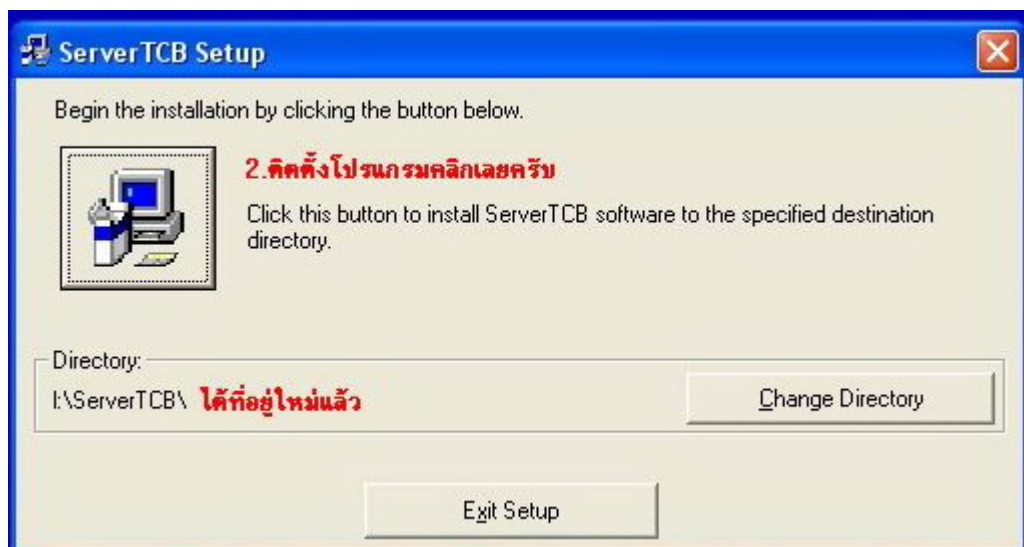 ServerTCB Setup
Begin the installation by clicking the button below.
2.ติดตั้งโปรแกรมคลิกเลยครับ
Click this button to install ServerTCB software to the specified destination
directory.
Directory:
I:\ServerTCB\ ได้ที่อยู่ใหม่แล้ว
Change Directory
Exit Setup